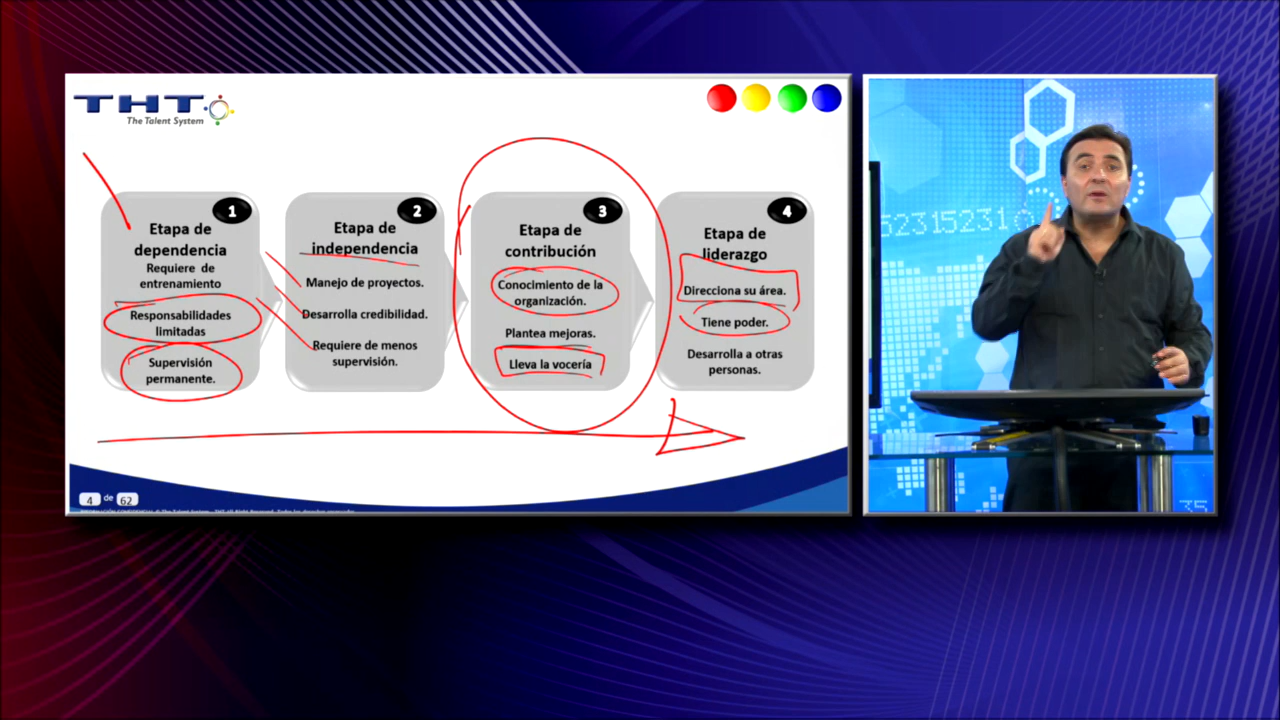 THT
The Talent System
1
Etapa de
dependencia
Requiere de
entrenamiento
Responsabilidades
limitadas
Supervisión
permanente.
2
Etapa de
independencia
Manejo de proyectos.
Desarrolla credibilidad.
Requiere de menos
supervisión.
3
Etapa de
contribución
Conocimiento de la
organización.
Plantea mejoras.
Lleva la vocería
4
Etapa de
liderazgo
Direcciona su área.
Tiene poder.
Desarrolla a otras
personas.
4 de 62
52315231